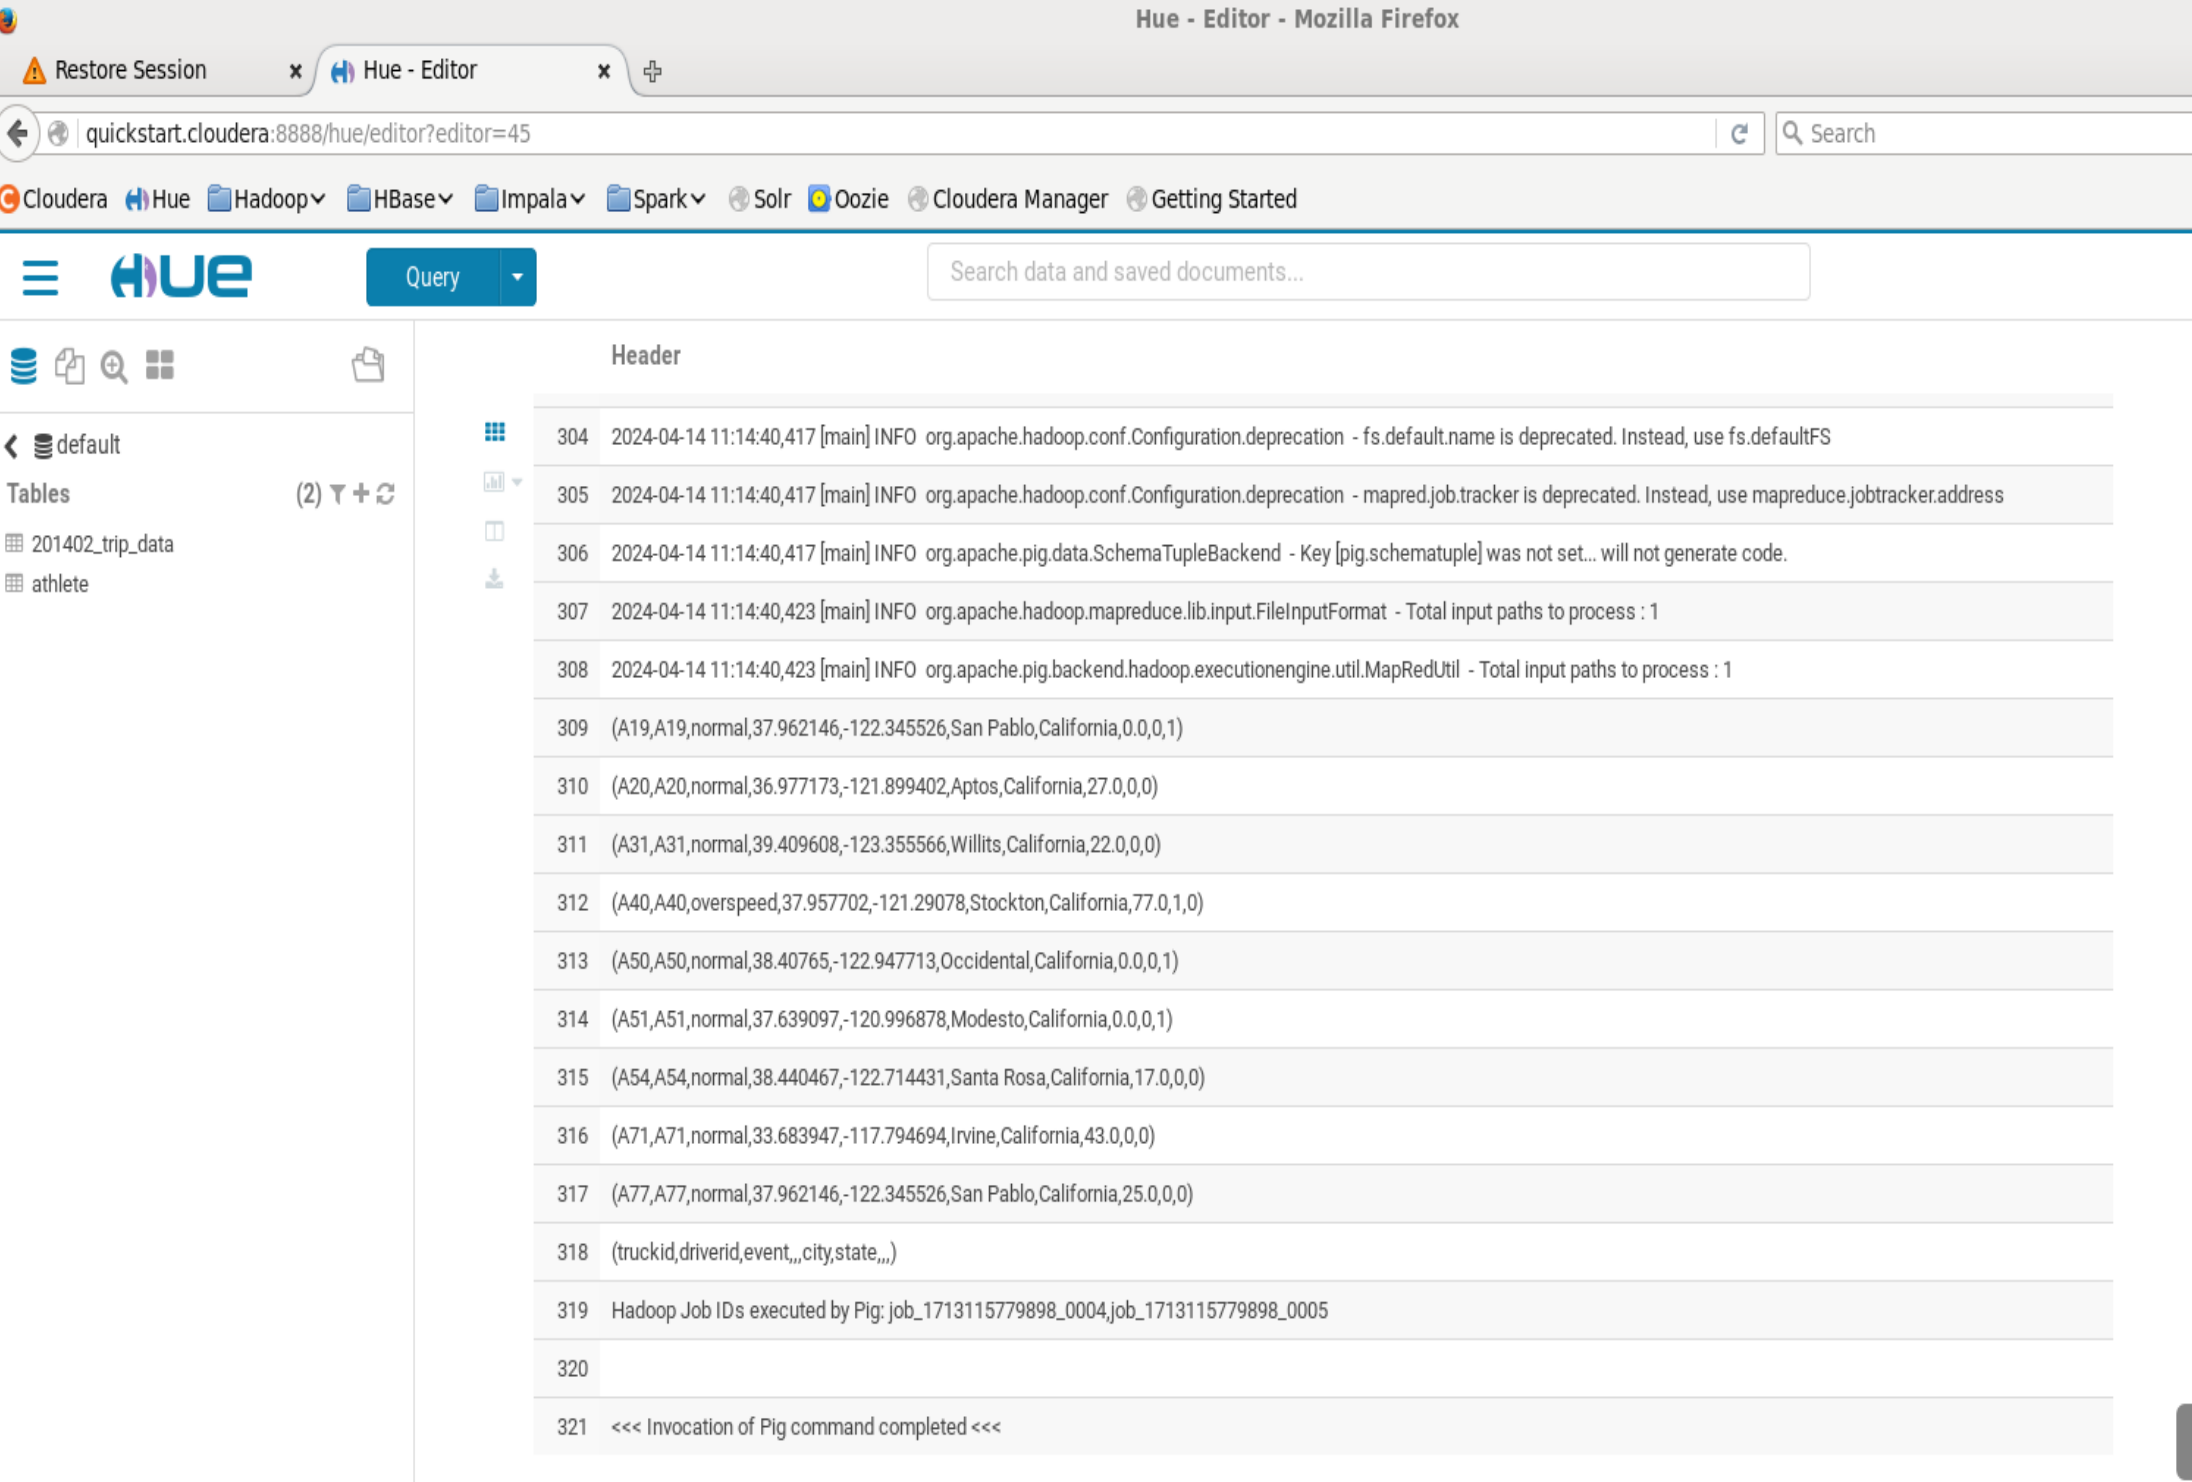 Hue - Editor - Mozilla Firefox
Restore Session
Hue - Editor
quickstart.cloudera:8888/hue/editor?editor=45
Search
Cloudera Hue Hadoop HBase Impala Spark Solr Oozie Cloudera Manager Getting Started
HUE
Query
Search data and saved documents...
default
Tables (2)
201402_trip_data
athlete
Header
304 2024-04-14 11:14:40,417 [main] INFO org.apache.hadoop.conf.Configuration.deprecation - fs.default.name is deprecated. Instead, use fs.defaultFS
305 2024-04-14 11:14:40,417 [main] INFO org.apache.hadoop.conf.Configuration.deprecation - mapred.job.tracker is deprecated. Instead, use mapreduce.jobtracker.address
306 2024-04-14 11:14:40,417 [main] INFO org.apache.pig.data.SchemaTupleBackend - Key [pig.schematuple] was not set... will not generate code.
307 2024-04-14 11:14:40,423 [main] INFO org.apache.hadoop.mapreduce.lib.input.FileInputFormat - Total input paths to process : 1
308 2024-04-14 11:14:40,423 [main] INFO org.apache.pig.backend.hadoop.executionengine.util.MapRedUtil - Total input paths to process : 1
309 (A19,A19,normal,37.962146,-122.345526,San Pablo,California,0.0,0,1)
310 (A20,A20,normal,36.977173,-121.899402,Aptos,California,27.0,0,0)
311 (A31,A31,normal,39.409608,-123.355566,Willits,California,22.0,0,0)
312 (A40,A40,overspeed,37.957702,-121.29078,Stockton,California,77.0,1,0)
313 (A50,A50,normal,38.40765,-122.947713,Occidental,California,0.0,0,1)
314 (A51,A51,normal,37.639097,-120.996878,Modesto,California,0.0,0,1)
315 (A54,A54,normal,38.440467,-122.714431,Santa Rosa,California,17.0,0,0)
316 (A71,A71,normal,33.683947,-117.794694,Irvine,California,43.0,0,0)
317 (A77,A77,normal,37.962146,-122.345526,San Pablo,California,25.0,0,0)
318 (truckid,driverid,event,,,city,state,,,)
319 Hadoop Job IDs executed by Pig: job_1713115779898_0004,job_1713115779898_0005
320
321 <<< Invocation of Pig command completed <<<